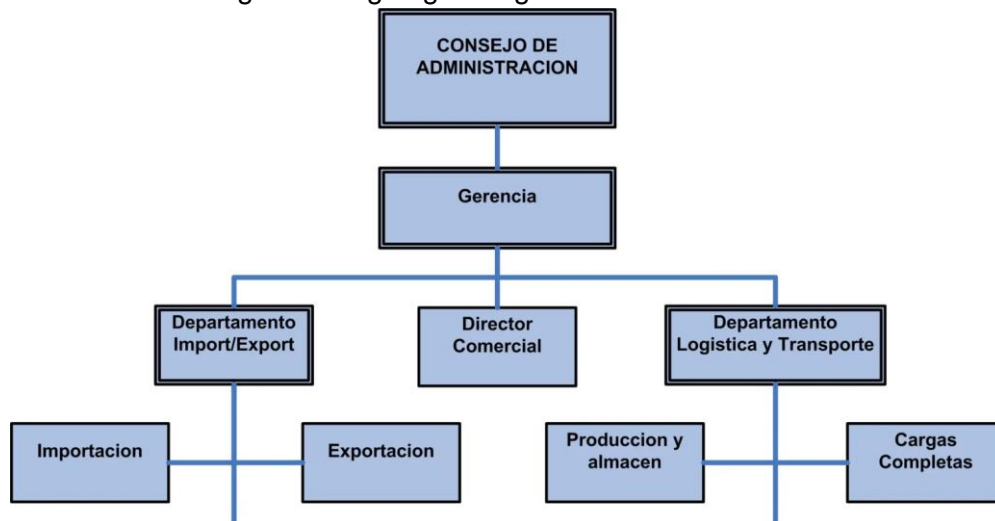 CONSEJO DE
ADMINISTRACION
Gerencia
Departamento
Import/Export
Director
Comercial
Departamento
Logistica y Transporte
Importacion
Exportacion
Produccion y
almacen
Cargas
Completas